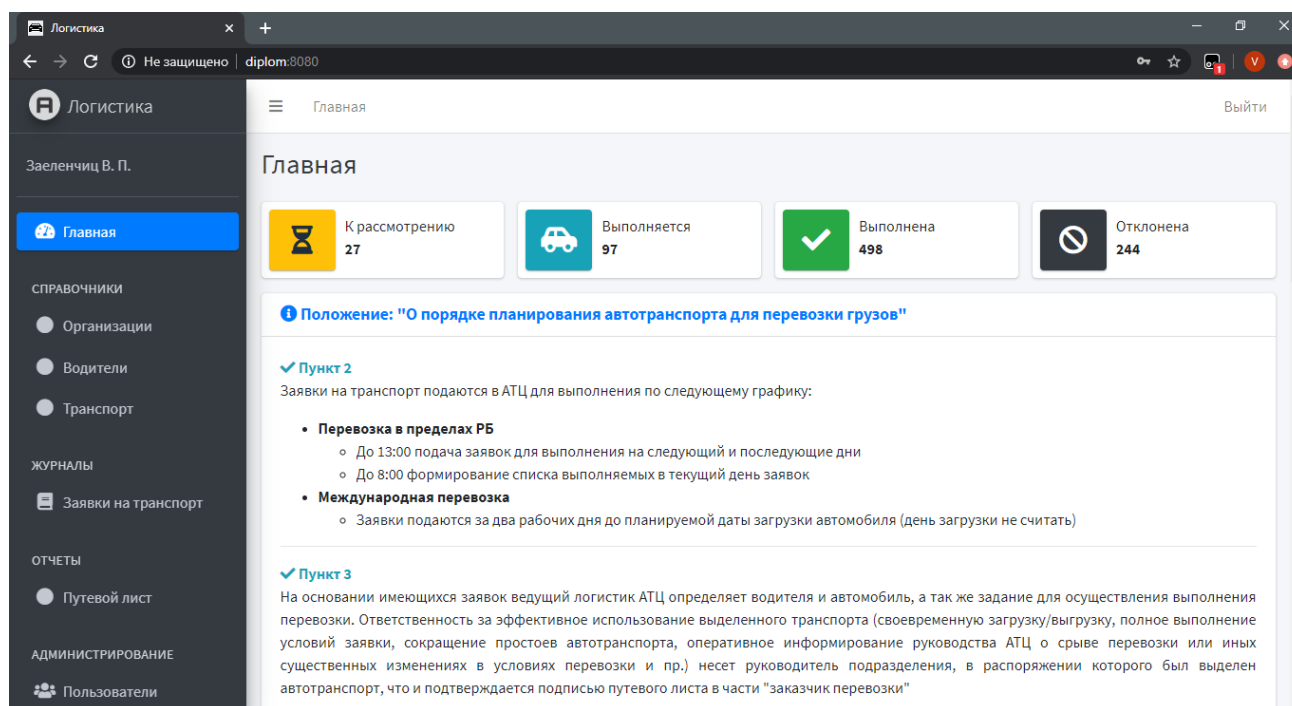 Логистика
Не защищено | diplom:8080
1
V
Логистика
Главная
Выйти
Заеленчиц В. П.
Главная
СПРАВОЧНИКИ
Организации
Водители
Транспорт
ЖУРНАЛЫ
Заявки на транспорт
ОТЧЕТЫ
Путевой лист
АДМИНИСТРИРОВАНИЕ
Пользователи
Главная
К рассмотрению
27
Выполняется
97
Выполнена
498
Отклонена
244
Положение: "О порядке планирования автотранспорта для перевозки грузов"
Пункт 2
Заявки на транспорт подаются в АТЦ для выполнения по следующему графику:
Перевозка в пределах РБ
До 13:00 подача заявок для выполнения на следующий и последующие дни
До 8:00 формирование списка выполняемых в текущий день заявок
Международная перевозка
Заявки подаются за два рабочих дня до планируемой даты загрузки автомобиля (день загрузки не считать)
Пункт 3
На основании имеющихся заявок ведущий логистик АТЦ определяет водителя и автомобиль, а так же задание для осуществления выполнения
перевозки. Ответственность за эффективное использование выделенного транспорта (своевременную загрузку/выгрузку, полное выполнение
условий заявки, сокращение простоев автотранспорта, оперативное информирование руководства АТЦ о срыве перевозки или иных
существенных изменениях в условиях перевозки и пр.) несет руководитель подразделения, в распоряжении которого был выделен
автотранспорт, что и подтверждается подписью путевого листа в части "заказчик перевозки"